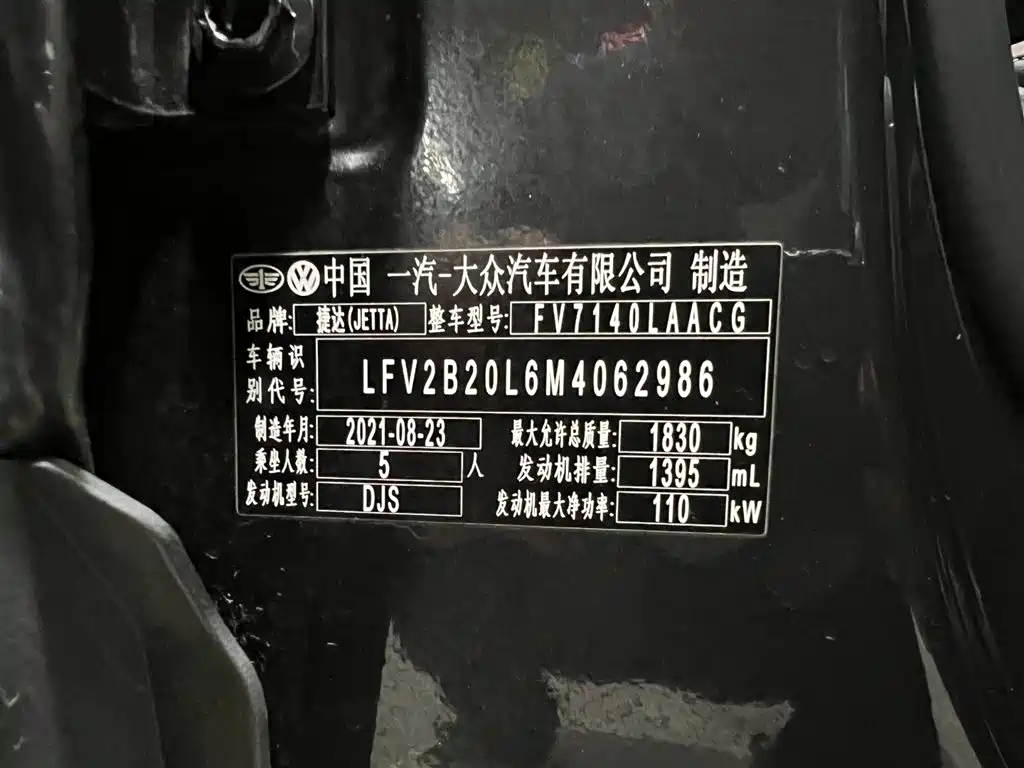 中国 一汽-大众汽车有限公司 制造
品牌: 捷达(JETTA) 整车型号: FV7140LAACG
车辆识
别代号: LFV2B20L6M4062986
制造年月: 2021-08-23 最大允许总质量: 1830 kg
乘坐人数: 5 人 发动机排量: 1395 mL
发动机型号: DJS 发动机最大净功率: 110 kW